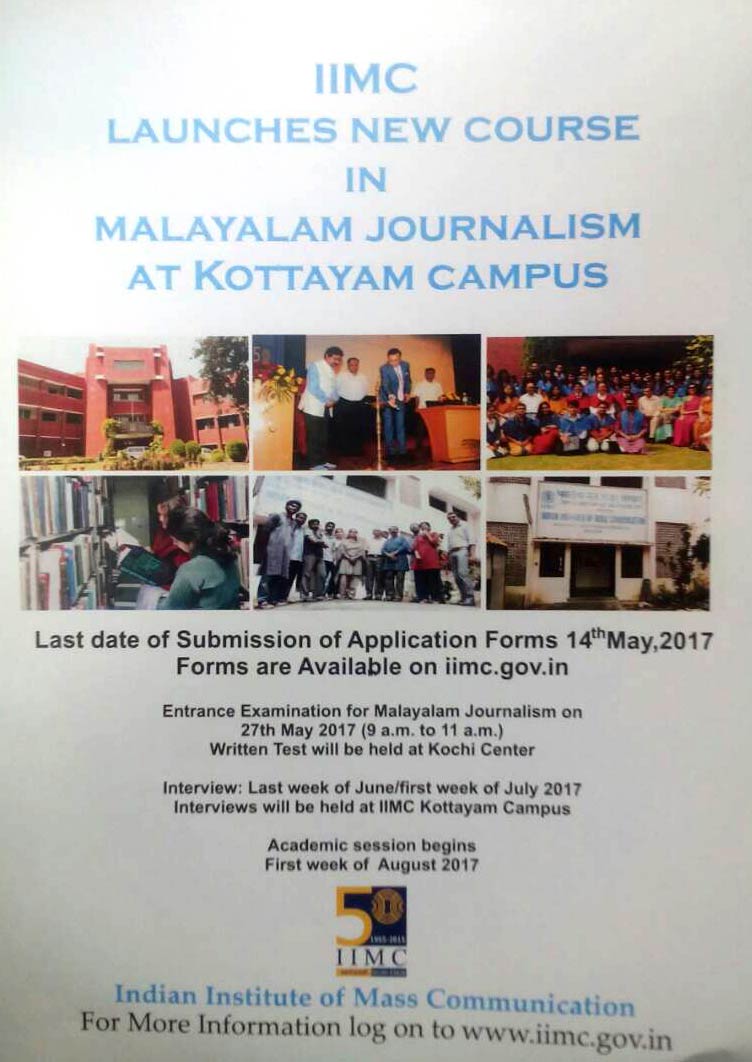 IIMC
LAUNCHES NEW COURSE
IN
MALAYALAM JOURNALISM
AT KOTTAYAM CAMPUS
Last date of Submission of Application Forms 14thMay,2017
Forms are Available on iimc.gov.in
Entrance Examination for Malayalam Journalism on
27th May 2017 (9 a.m. to 11 a.m.)
Written Test will be held at Kochi Center
Interview: Last week of June/first week of July 2017
Interviews will be held at IIMC Kottayam Campus
Academic session begins
First week of August 2017
50
1965-2015
IIMC
Indian Institute of Mass Communication
For More Information log on to www.iimc.gov.in